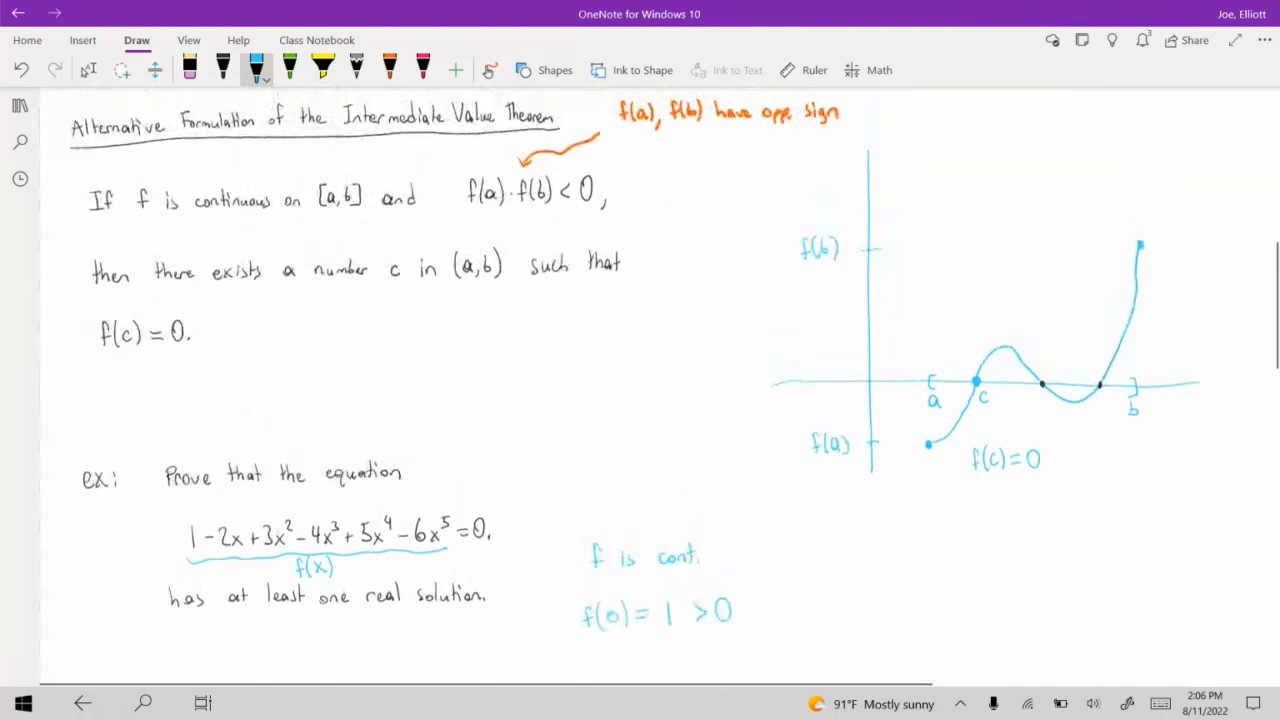 OneNote for Windows 10
Joe, Elliott
Home Insert Draw View Help Class Notebook
Share
Shapes Ink to Shape Ink to Text Ruler Math
Alternative Formulation of the Intermediate Value Theorem
f(a), f(b) have opp. sign
If f is continuous on [a,b] and f(a)·f(b) < 0,
then there exists a number c in (a,b) such that
f(c) = 0.
f(b)
a c b
f(a)
f(c) = 0
ex: Prove that the equation
1 - 2x + 3x² - 4x³ + 5x⁴ - 6x⁵ = 0.
f(x)
has at least one real solution.
f is cont.
f(0) = 1 > 0
91°F Mostly sunny
2:06 PM
8/11/2022